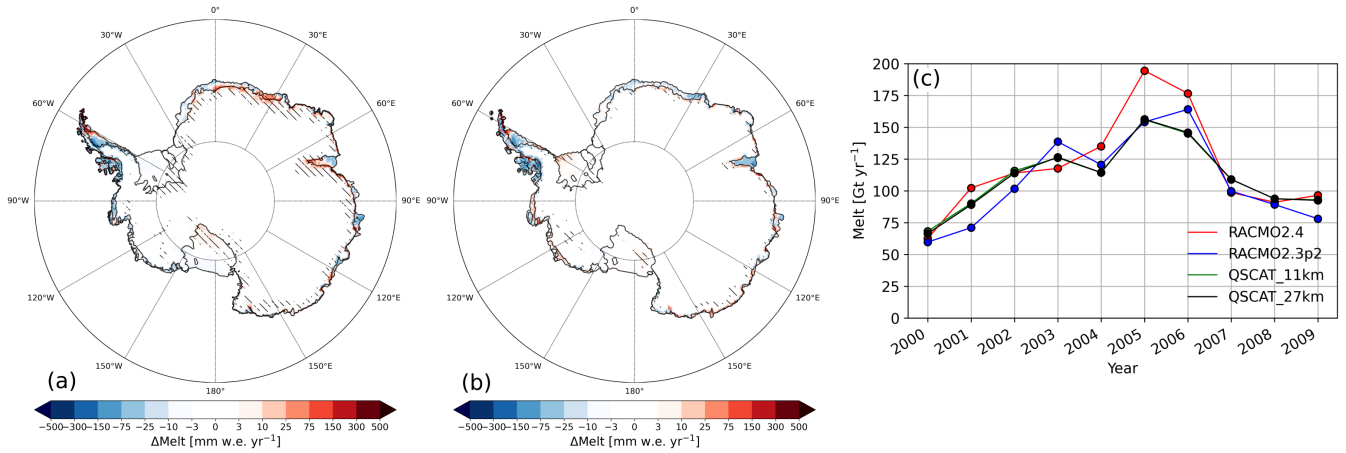 0°
30°W
30°E
60°W
60°E
90°W
90°E
120°W
120°E
150°W
150°E
180°
(a)
−500−300−150 −75 −25 −10 −3 3 10 25 75 150 300 500
ΔMelt [mm w.e. yr⁻¹]
0°
30°W
30°E
60°W
60°E
90°W
90°E
120°W
120°E
150°W
150°E
180°
(b)
−500−300−150 −75 −25 −10 −3 3 10 25 75 150 300 500
ΔMelt [mm w.e. yr⁻¹]
(c)
200
175
150
125
100
75
50
25
0
Melt [Gt yr⁻¹]
RACMO2.4
RACMO2.3p2
QSCAT_11km
QSCAT_27km
2000 2001 2002 2003 2004 2005 2006 2007 2008 2009
Year